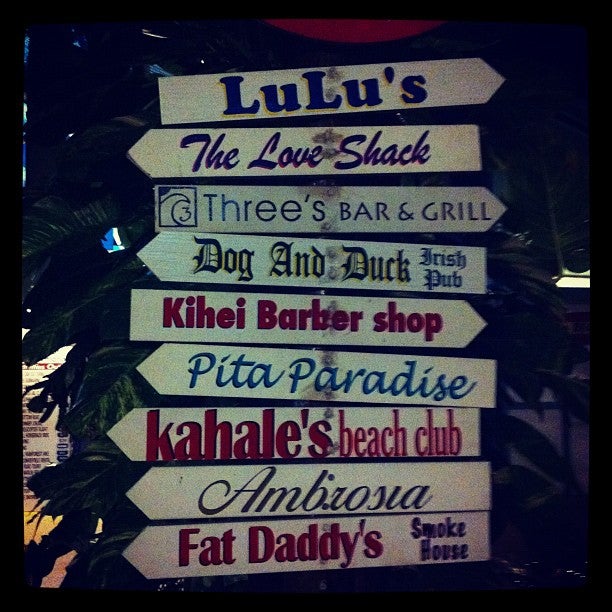 LuLu's
The Love Shack
3 Three's BAR & GRILL
Dog And Duck Irish Pub
Kihei Barber shop
Pita Paradise
kahale's beach club
Ambrosia
Fat Daddy's Smoke House